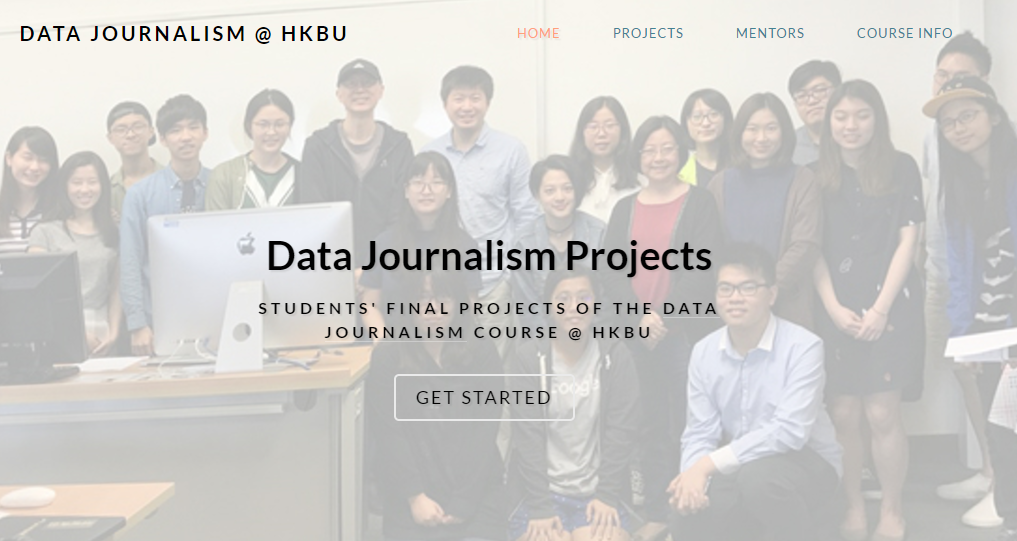 DATA JOURNALISM @ HKBU
HOME PROJECTS MENTORS COURSE INFO
Data Journalism Projects
STUDENTS' FINAL PROJECTS OF THE DATA
JOURNALISM COURSE @ HKBU
GET STARTED